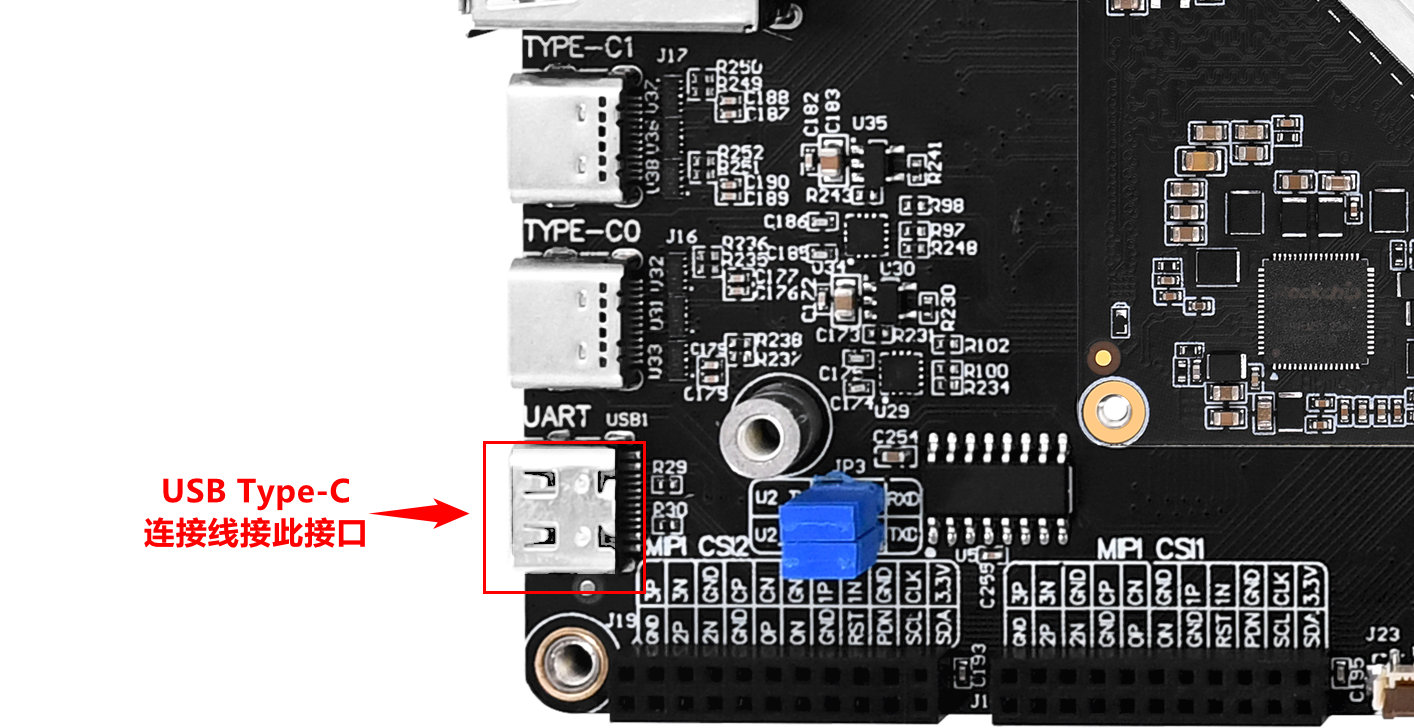 TYPE-C1
J17
R250
R249
C188
C187
U37
U36
U38
R252
R251
C190
C189
C182
C183
U35
R241
R243
R98
C186
R97
R248
C185
TYPE-C0
J16
R236
R235
C177
C176
U32
U31
U33
U34
U30
C172
R230
C173
R231
R238
R237
C179
R102
R100
R234
C174
U29
UART
USB1
C254
JP3
R29
R30
U2
RXD
U2
TXD
USB Type-C
连接线接此接口
MIPI CSI2
3P 3N GND CP CN GND 1P 1N GND CLK 3.3V
GND 2P 2N GND 0P 0N GND RST PDN SCL SDA
J19
C193
U5
C255
MIPI CSI1
3P 3N GND CP CN GND 1P 1N GND CLK 3.3V
GND 2P 2N GND 0P 0N GND RST PDN SCL SDA
J23
C195